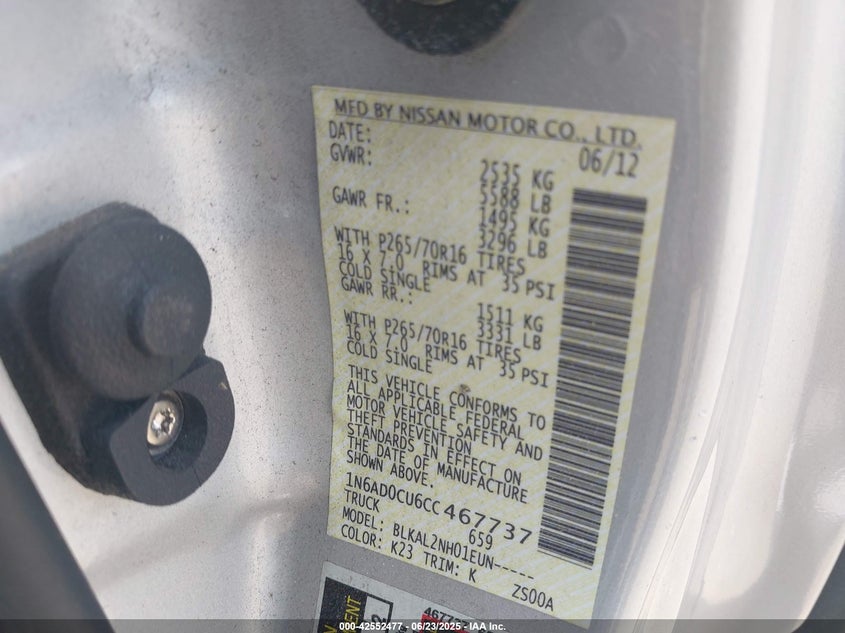 MFD BY NISSAN MOTOR CO., LTD.
DATE: 06/12
GVWR: 2535 KG
5588 LB
GAWR FR.: 1495 KG
3296 LB
WITH P265/70R16 TIRES
16 X 7.0 RIMS AT 35 PSI
COLD SINGLE
GAWR RR.: 1511 KG
3331 LB
WITH P265/70R16 TIRES
16 X 7.0 RIMS AT 35 PSI
COLD SINGLE
THIS VEHICLE CONFORMS TO
ALL APPLICABLE FEDERAL
MOTOR VEHICLE SAFETY AND
THEFT PREVENTION
STANDARDS IN EFFECT ON
THE DATE OF MANUFACTURE
SHOWN ABOVE.
1N6AD0CU6CC467737
TRUCK 659
MODEL: BLKAL2NH01EUN-----
COLOR: K23 TRIM: K ZS00A
000-42552477 - 06/23/2025 - IAA Inc.